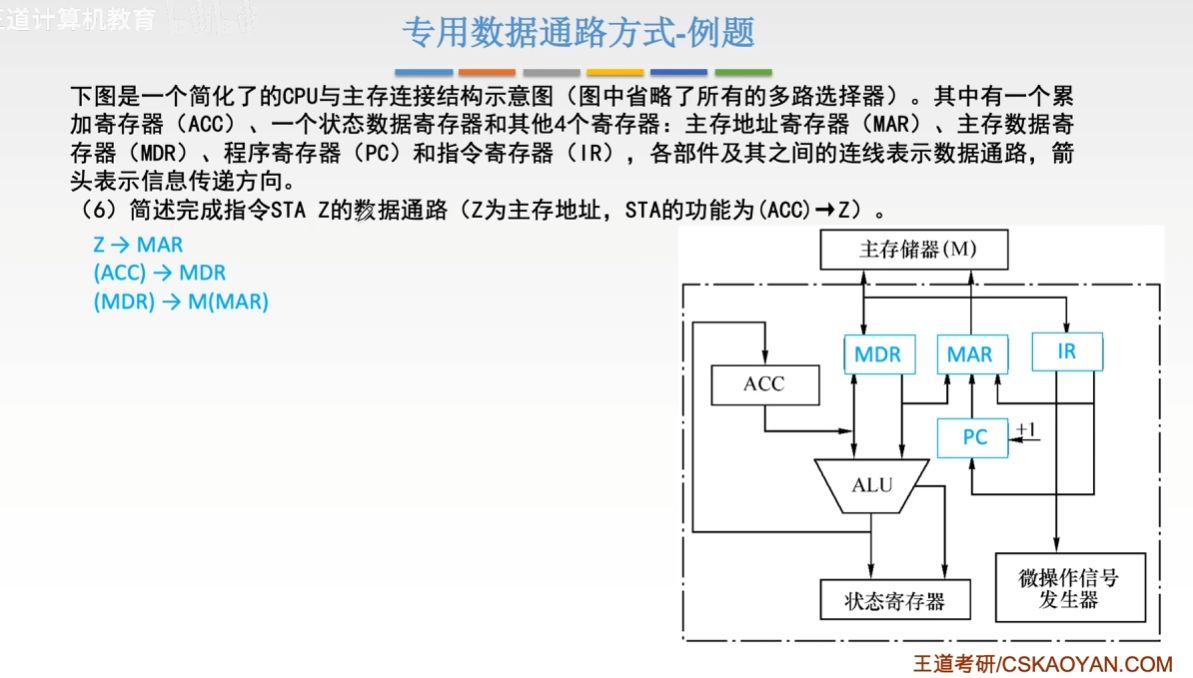 王道计算机教育
专用数据通路方式-例题
下图是一个简化了的CPU与主存连接结构示意图（图中省略了所有的多路选择器）。其中有一个累
加寄存器（ACC）、一个状态数据寄存器和其他4个寄存器：主存地址寄存器（MAR）、主存数据寄
存器（MDR）、程序寄存器（PC）和指令寄存器（IR），各部件及其之间的连线表示数据通路，箭
头表示信息传递方向。
（6）简述完成指令STA Z的数据通路（Z为主存地址，STA的功能为(ACC)→Z）。
Z → MAR
(ACC) → MDR
(MDR) → M(MAR)
主存储器(M)
MDR
MAR
IR
ACC
PC
+1
ALU
微操作信号
发生器
状态寄存器
王道考研/CSKAOYAN.COM